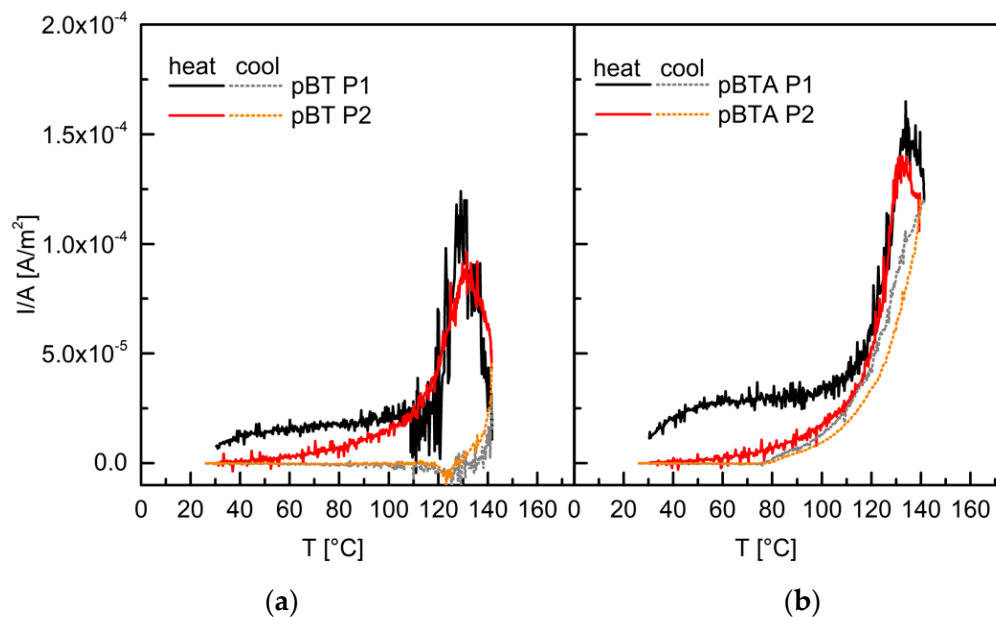 2.0x10⁻⁴
1.5x10⁻⁴
1.0x10⁻⁴
5.0x10⁻⁵
0.0
I/A [A/m²]
heat cool
pBT P1
pBT P2
heat cool
pBTA P1
pBTA P2
0 20 40 60 80 100 120 140 160 0 20 40 60 80 100 120 140 160
T [°C] T [°C]
(a) (b)